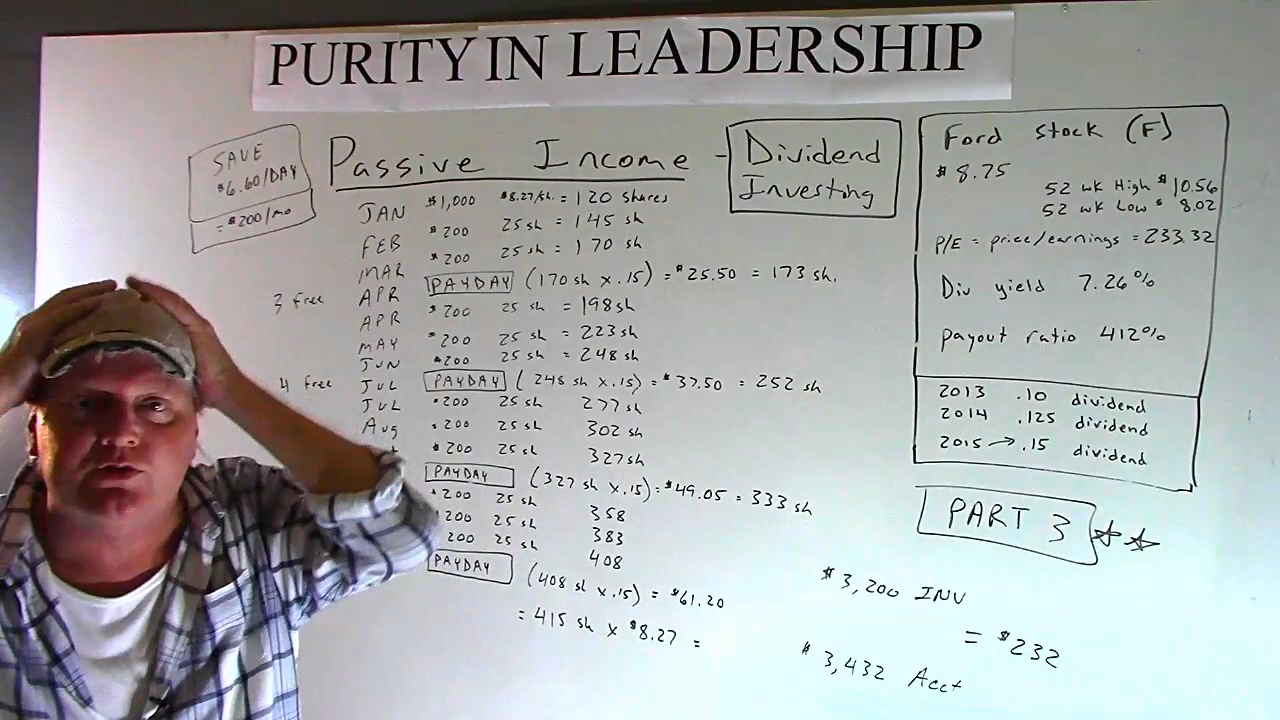 PURITY IN LEADERSHIP
SAVE
$6.60/DAY
= $200/mo
Passive Income - Dividend
Investing
JAN $1,000 $8.27/sh. = 120 shares
FEB $200 25 sh = 145 sh
MAR $200 25 sh = 170 sh
3 free APR PAYDAY (170 sh x .15) = $25.50 = 173 sh.
APR $200 25 sh = 198 sh
MAY $200 25 sh = 223 sh
JUN $200 25 sh = 248 sh
4 free JUL PAYDAY (248 sh x .15) = $37.50 = 252 sh
JUL $200 25 sh 277 sh
Aug $200 25 sh 302 sh
$200 25 sh 327 sh
PAYDAY (327 sh x .15) = $49.05 = 333 sh
$200 25 sh 358
$200 25 sh 383
200 25 sh 408
PAYDAY (408 sh x .15) = $61.20
= 415 sh x $8.27 =
Ford stock (F)
$8.75
52 wk High $10.56
52 wk Low $8.02
P/E = price/earnings = 233.32
Div yield 7.26%
payout ratio 412%
2013 .10 dividend
2014 .125 dividend
2015 → .15 dividend
PART 3
$3,200 INV
= $232
$3,432 Acct